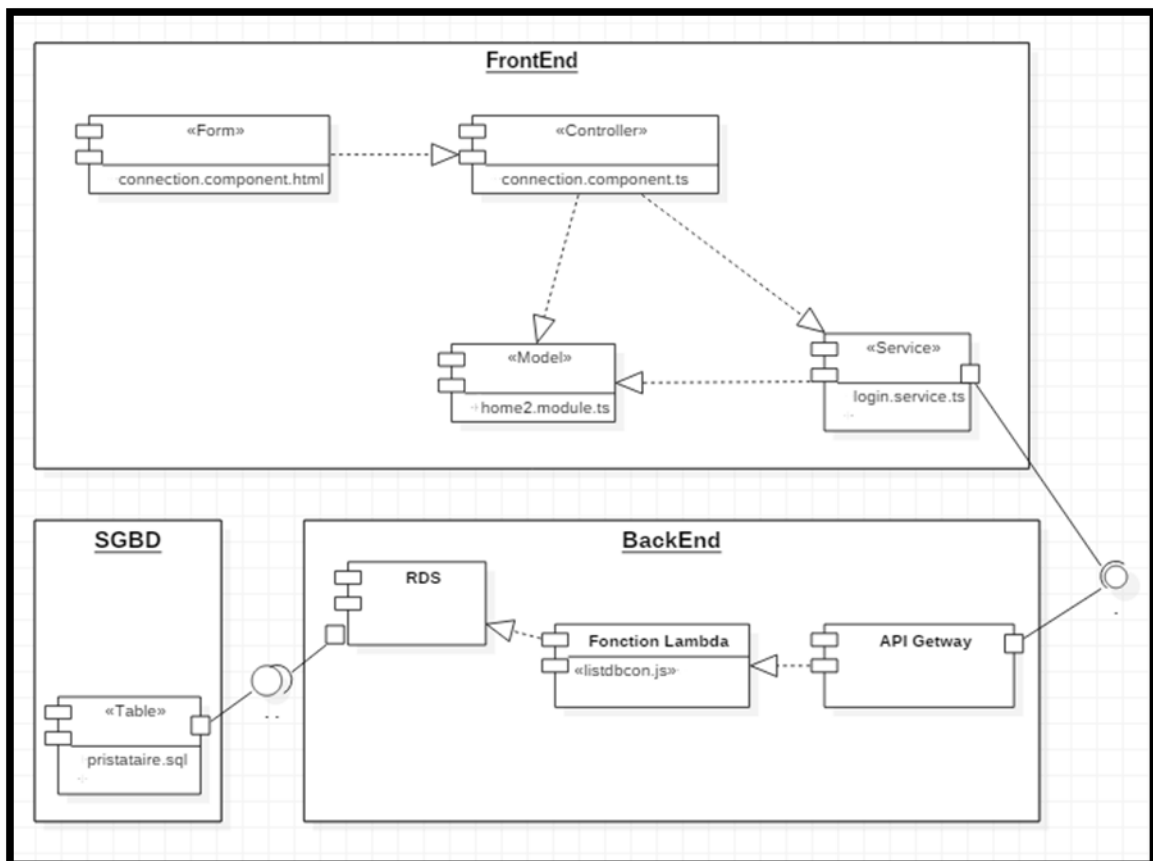 FrontEnd
«Form»
connection.component.html
«Controller»
connection.component.ts
«Model»
home2.module.ts
«Service»
login.service.ts
SGBD
«Table»
pristataire.sql
BackEnd
RDS
Fonction Lambda
«listdbcon.js»
API Getway